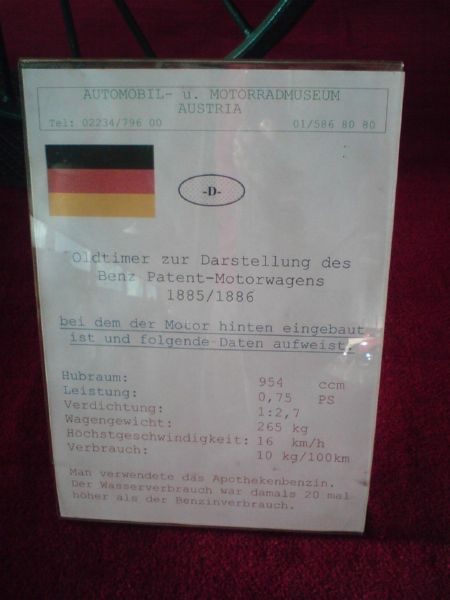 AUTOMOBIL- u. MOTORRADMUSEUM
AUSTRIA
Tel: 02234/796 00 01/586 80 80
-D-
Oldtimer zur Darstellung des
Benz Patent-Motorwagens
1885/1886
bei dem der Motor hinten eingebaut
ist und folgende Daten aufweist:
Hubraum: 954 ccm
Leistung: 0,75 PS
Verdichtung: 1:2,7
Wagengewicht: 265 kg
Höchstgeschwindigkeit: 16 km/h
Verbrauch: 10 kg/100km
Man verwendete das Apothekenbenzin.
Der Wasserverbrauch war damals 20 mal
höher als der Benzinverbrauch.